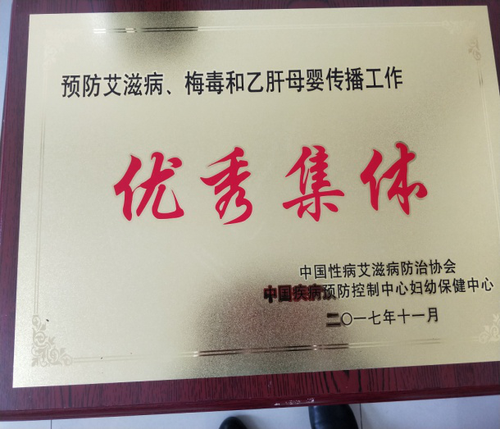 预防艾滋病、梅毒和乙肝母婴传播工作
优秀集体
中国性病艾滋病防治协会
中国疾病预防控制中心妇幼保健中心
二〇一七年十一月